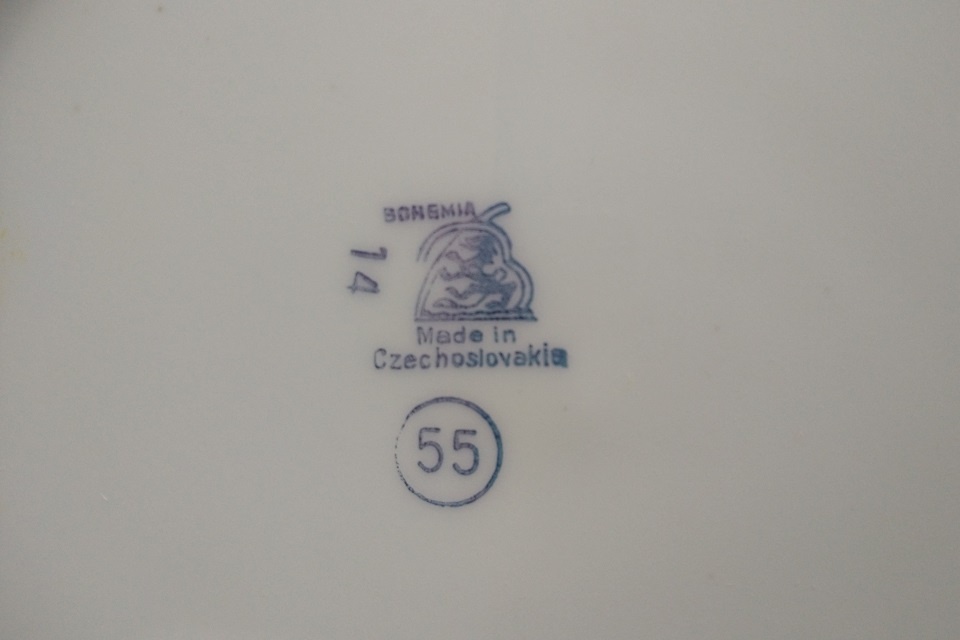 BOHEMIA
14
Made in
Czechoslovakia
55